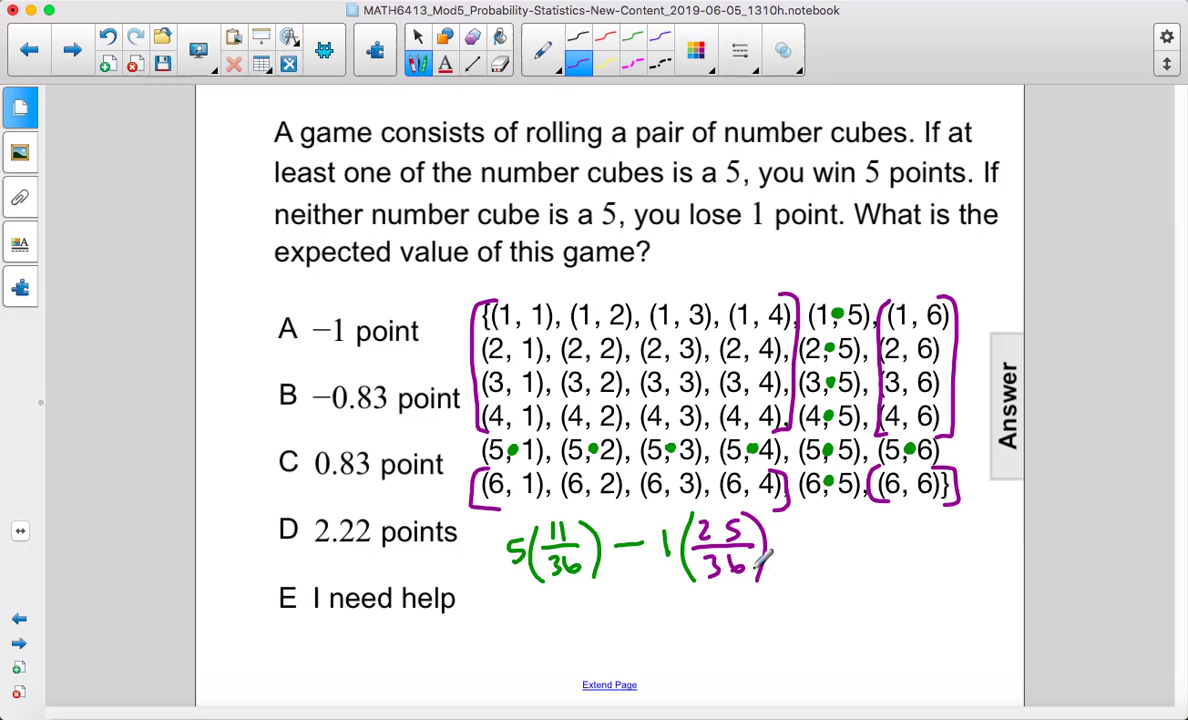 MATH6413_Mod5_Probability-Statistics-New-Content_2019-06-05_1310h.notebook
A game consists of rolling a pair of number cubes. If at
least one of the number cubes is a 5, you win 5 points. If
neither number cube is a 5, you lose 1 point. What is the
expected value of this game?
A −1 point
B −0.83 point
C 0.83 point
D 2.22 points
E I need help
{(1, 1), (1, 2), (1, 3), (1, 4), (1, 5), (1, 6)
(2, 1), (2, 2), (2, 3), (2, 4), (2, 5), (2, 6)
(3, 1), (3, 2), (3, 3), (3, 4), (3, 5), (3, 6)
(4, 1), (4, 2), (4, 3), (4, 4), (4, 5), (4, 6)
(5, 1), (5, 2), (5, 3), (5, 4), (5, 5), (5, 6)
(6, 1), (6, 2), (6, 3), (6, 4), (6, 5), (6, 6)}
5(11/36) − 1(25/36)
Answer
Extend Page